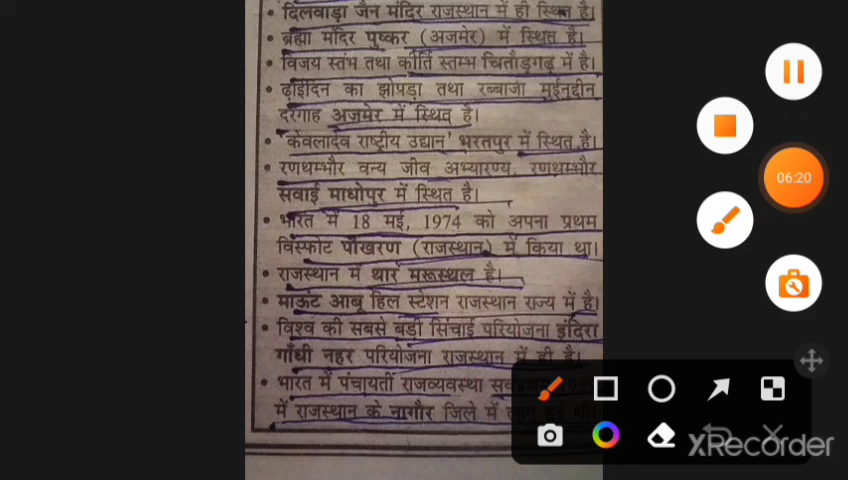 • दिलवाड़ा जैन मंदिर राजस्थान में ही स्थित है।
• ब्रह्मा मंदिर पुष्कर (अजमेर) में स्थित है।
• विजय स्तंभ तथा कीर्ति स्तम्भ चितौड़गढ़ में है।
• ढ़ाईदिन का झोपड़ा तथा रब्बाजा मुईनुद्दीन
दरगाह अजमेर में स्थित है।
• 'केवलादेव राष्ट्रीय उद्यान' भरतपुर में स्थित है।
• रणथम्भौर वन्य जीव अभ्यारण्य, रणथम्भौर
सवाई माधोपुर में स्थित है।
• भारत में 18 मई, 1974 को अपना प्रथम
विस्फोट पोखरण (राजस्थान) में किया था।
• राजस्थान में थार मरूस्थल है।
• माऊंट आबू हिल स्टेशन राजस्थान राज्य में है।
• विश्व की सबसे बड़ी सिंचाई परियोजना इंदिरा
गाँधी नहर परियोजना राजस्थान में ही है।
• भारत में पंचायती राजव्यवस्था
में राजस्थान के नागौर जिले में
06:20
XRecorder